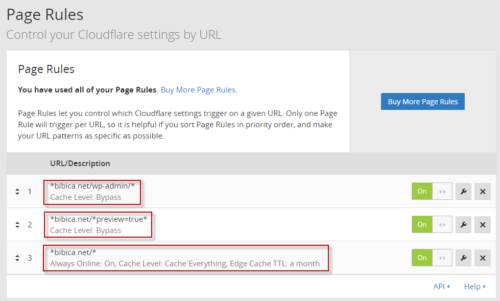 Page Rules
Control your Cloudflare settings by URL
Page Rules
You have used all of your Page Rules. Buy More Page Rules.
Buy More Page Rules
Page Rules let you control which Cloudflare settings trigger on a given URL. Only one
Page Rule will trigger per URL, so it is helpful if you sort Page Rules in priority order, and make
your URL patterns as specific as possible.
URL/Description
1 *bibica.net/wp-admin/* On
Cache Level: Bypass
2 *bibica.net/*preview=true* On
Cache Level: Bypass
3 *bibica.net/* On
Always Online: On, Cache Level: Cache Everything, Edge Cache TTL: a month
API Help